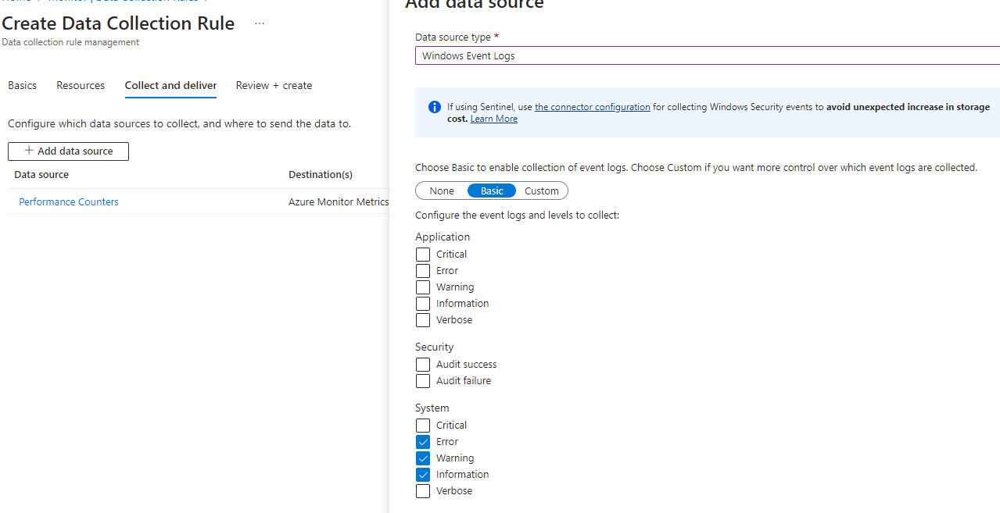 Home > Monitor | Data Collection Rules >
Create Data Collection Rule ...
Data collection rule management
Basics Resources Collect and deliver Review + create
Configure which data sources to collect, and where to send the data to.
+ Add data source
Data source Destination(s)
Performance Counters Azure Monitor Metrics
Add data source
Data source type *
Windows Event Logs
If using Sentinel, use the connector configuration for collecting Windows Security events to avoid unexpected increase in storage
cost. Learn More
Choose Basic to enable collection of event logs. Choose Custom if you want more control over which event logs are collected.
None Basic Custom
Configure the event logs and levels to collect:
Application
Critical
Error
Warning
Information
Verbose
Security
Audit success
Audit failure
System
Critical
Error
Warning
Information
Verbose